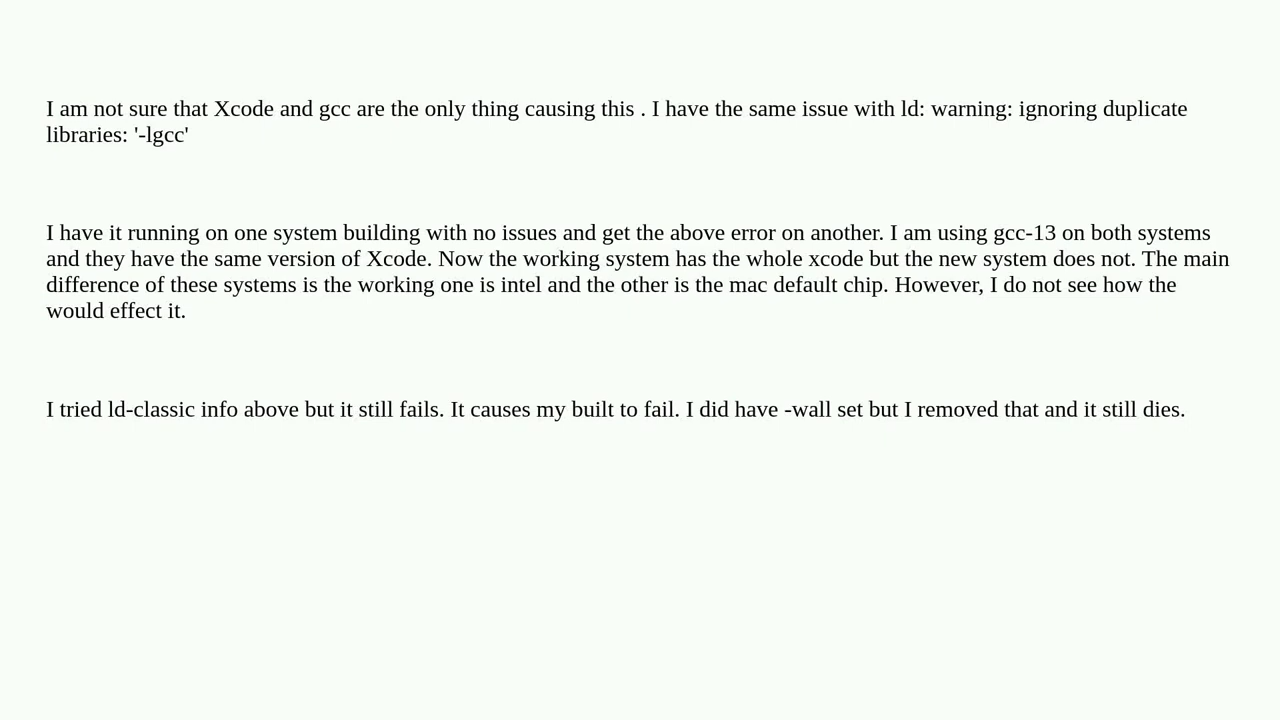 I am not sure that Xcode and gcc are the only thing causing this . I have the same issue with ld: warning: ignoring duplicate
libraries: '-lgcc'
I have it running on one system building with no issues and get the above error on another. I am using gcc-13 on both systems
and they have the same version of Xcode. Now the working system has the whole xcode but the new system does not. The main
difference of these systems is the working one is intel and the other is the mac default chip. However, I do not see how the
would effect it.
I tried ld-classic info above but it still fails. It causes my built to fail. I did have -wall set but I removed that and it still dies.